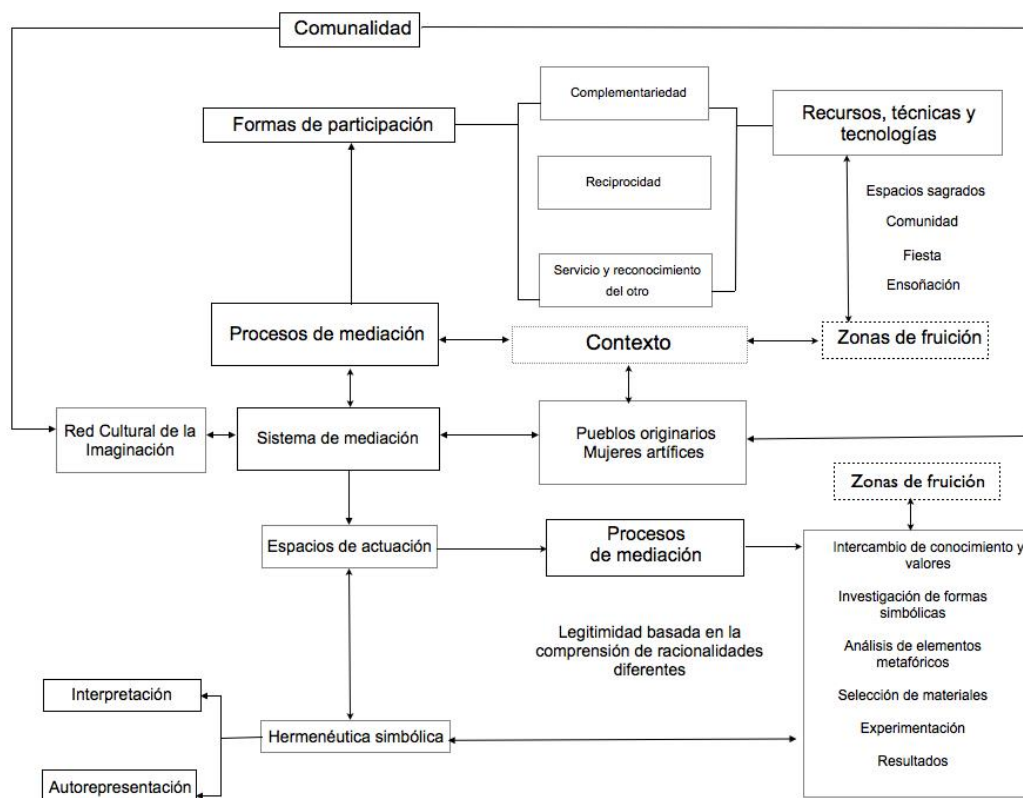 Comunalidad
Formas de participación
Complementariedad
Reciprocidad
Servicio y reconocimiento
del otro
Recursos, técnicas y
tecnologías
Espacios sagrados
Comunidad
Fiesta
Ensoñación
Procesos de mediación
Contexto
Zonas de fruición
Red Cultural de la
Imaginación
Sistema de mediación
Pueblos originarios
Mujeres artífices
Zonas de fruición
Espacios de actuación
Procesos
de mediación
Intercambio de conocimiento y
valores
Investigación de formas
simbólicas
Análisis de elementos
metafóricos
Selección de materiales
Experimentación
Resultados
Legitimidad basada en la
comprensión de racionalidades
diferentes
Interpretación
Hermenéutica simbólica
Autorepresentación